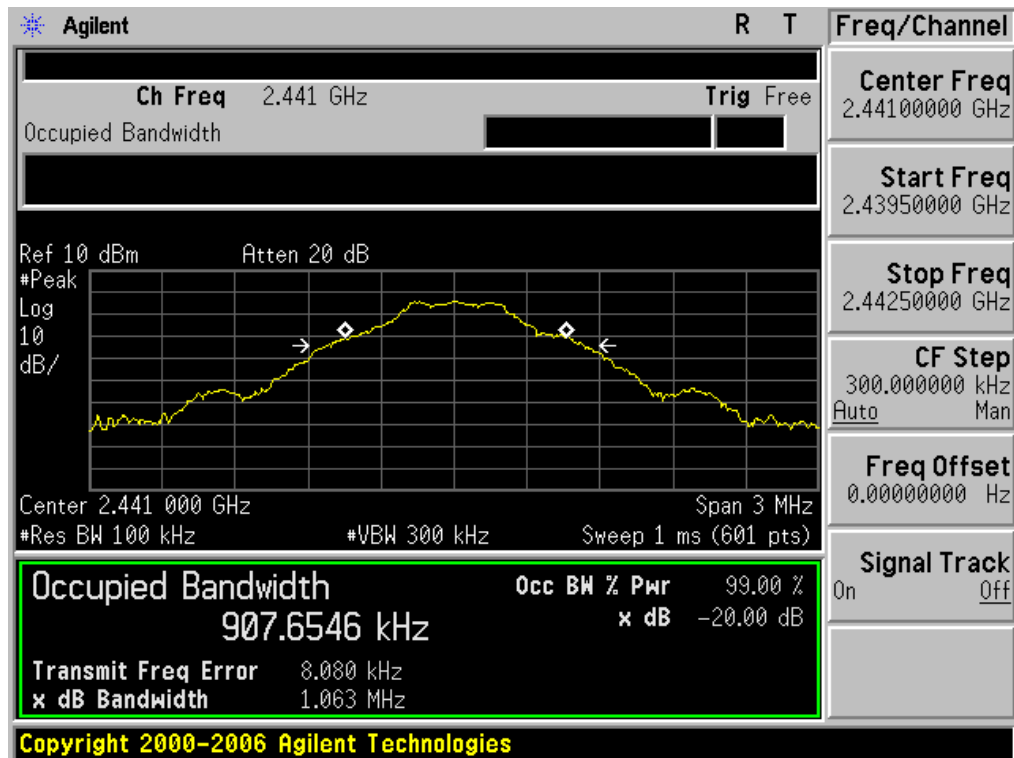 Agilent R T Freq/Channel
Ch Freq 2.441 GHz Trig Free
Occupied Bandwidth
Center Freq
2.44100000 GHz
Start Freq
2.43950000 GHz
Stop Freq
2.44250000 GHz
CF Step
300.000000 kHz
Auto Man
Freq Offset
0.00000000 Hz
Signal Track
On Off
Ref 10 dBm Atten 20 dB
#Peak
Log
10
dB/
Center 2.441 000 GHz Span 3 MHz
#Res BW 100 kHz #VBW 300 kHz Sweep 1 ms (601 pts)
Occupied Bandwidth Occ BW % Pwr 99.00 %
907.6546 kHz x dB -20.00 dB
Transmit Freq Error 8.080 kHz
x dB Bandwidth 1.063 MHz
Copyright 2000-2006 Agilent Technologies